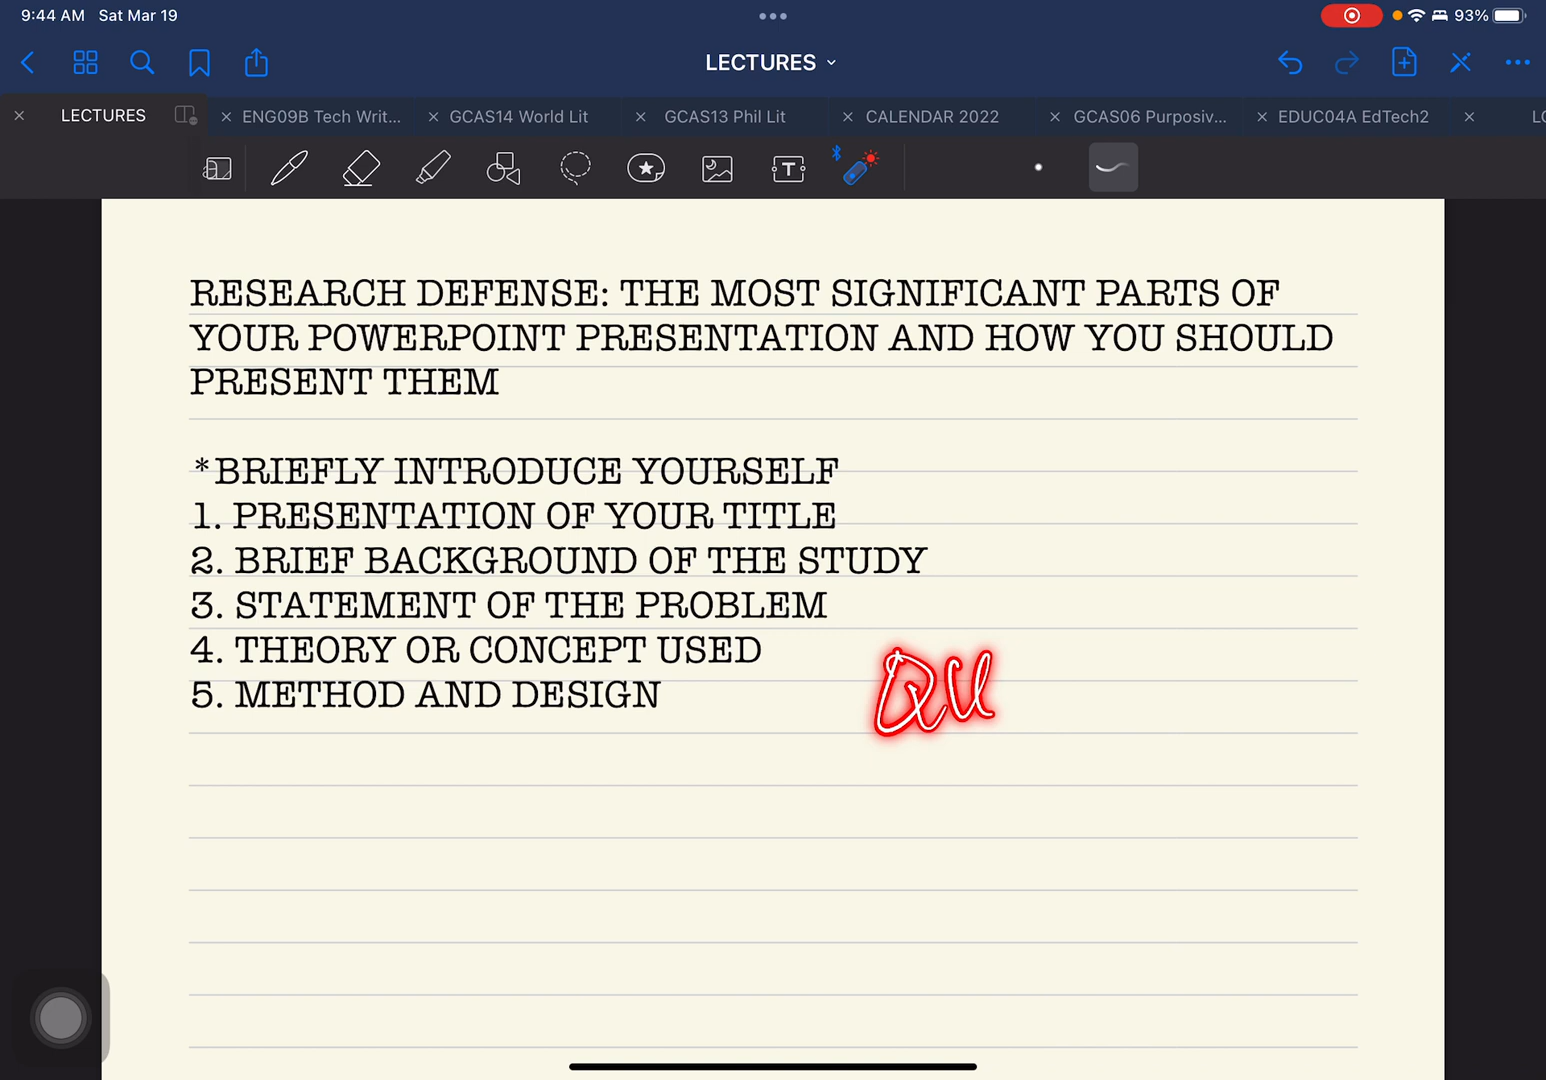 9:44 AM Sat Mar 19
93%
LECTURES
LECTURES
ENG09B Tech Writ...
GCAS14 World Lit
GCAS13 Phil Lit
CALENDAR 2022
GCAS06 Purposiv...
EDUC04A EdTech2
RESEARCH DEFENSE: THE MOST SIGNIFICANT PARTS OF
YOUR POWERPOINT PRESENTATION AND HOW YOU SHOULD
PRESENT THEM
*BRIEFLY INTRODUCE YOURSELF
1. PRESENTATION OF YOUR TITLE
2. BRIEF BACKGROUND OF THE STUDY
3. STATEMENT OF THE PROBLEM
4. THEORY OR CONCEPT USED
5. METHOD AND DESIGN